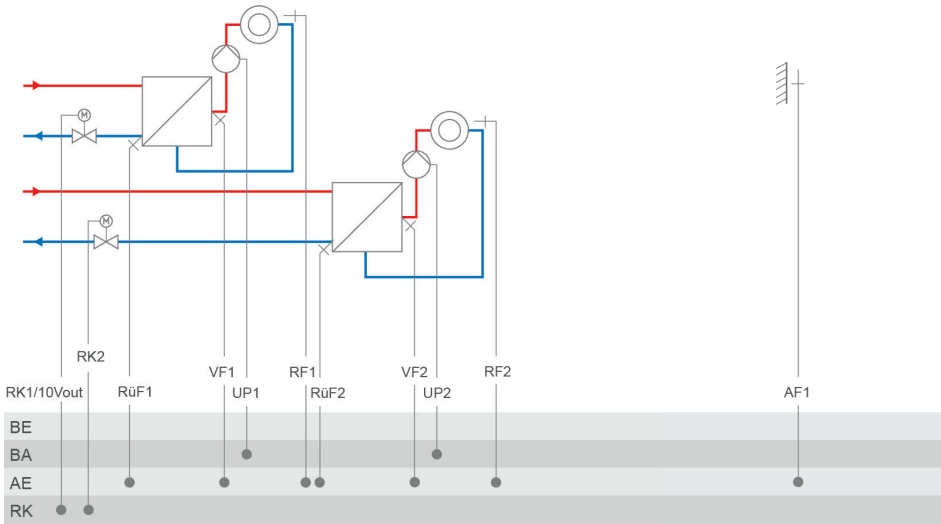 M
M
RK2
VF1
RF1
VF2
RF2
RK1/10Vout
RüF1
UP1
RüF2
UP2
AF1
BE
BA
AE
RK